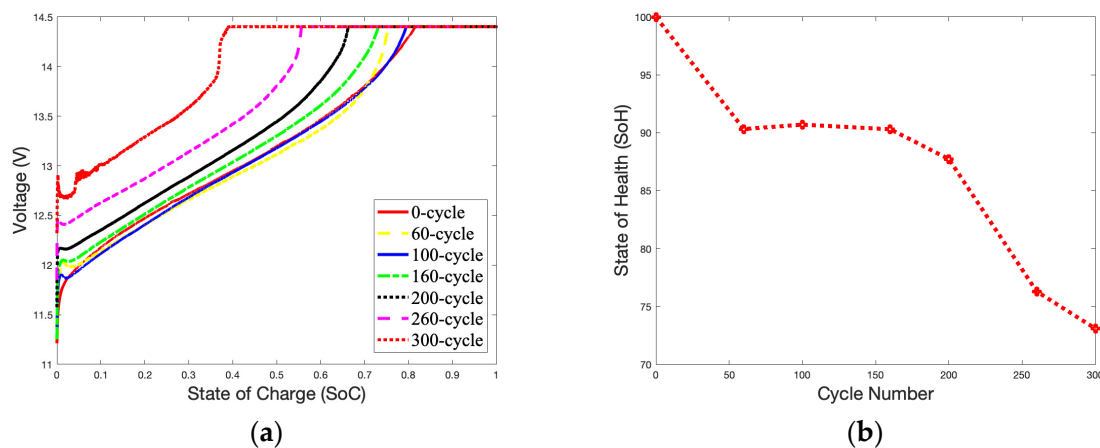 14.5
14
13.5
13
12.5
12
11.5
11
Voltage (V)
0
0.1
0.2
0.3
0.4
0.5
0.6
0.7
0.8
0.9
1
State of Charge (SoC)
0-cycle
60-cycle
100-cycle
160-cycle
200-cycle
260-cycle
300-cycle
(a)
100
95
90
85
80
75
70
State of Health (SoH)
0
50
100
150
200
250
300
Cycle Number
(b)